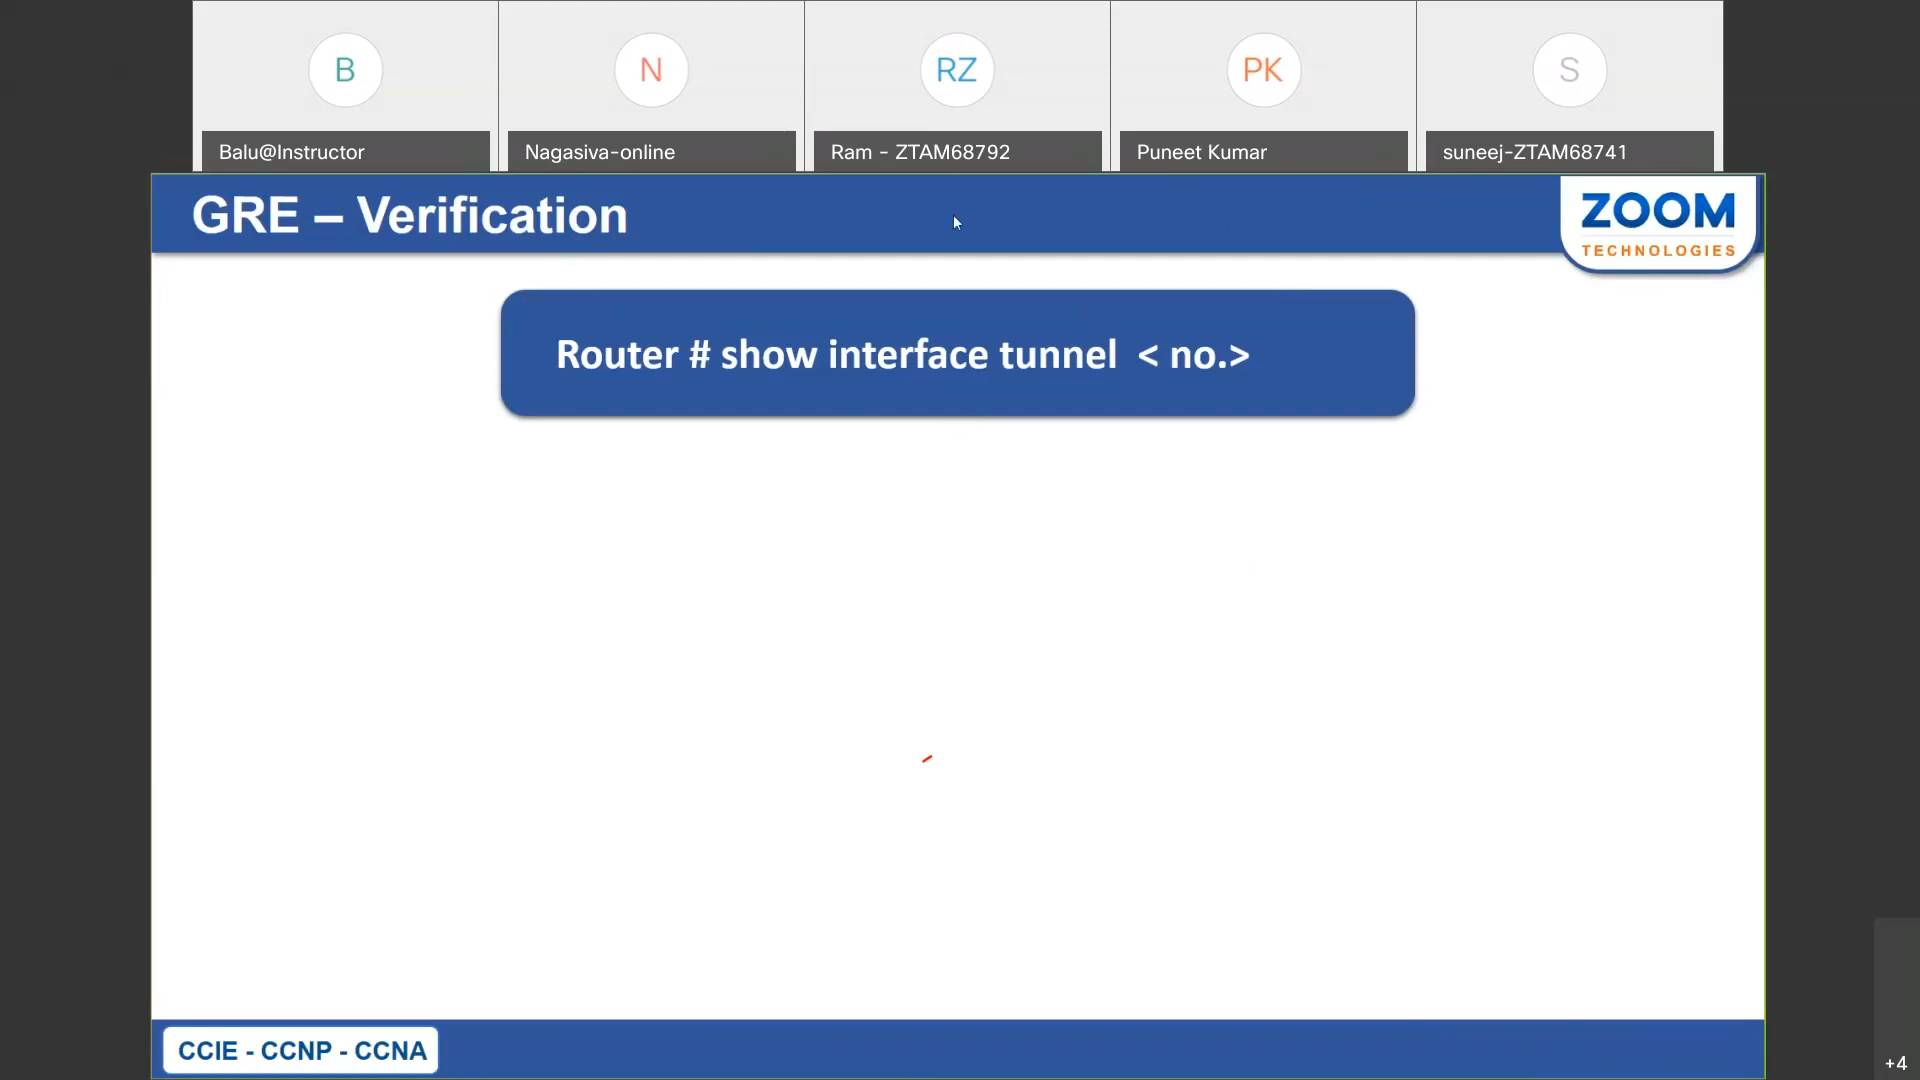 B
N
RZ
PK
S
Balu@Instructor
Nagasiva-online
Ram - ZTAM68792
Puneet Kumar
suneej-ZTAM68741
GRE – Verification
ZOOM
TECHNOLOGIES
Router # show interface tunnel < no.>
CCIE - CCNP - CCNA
+4